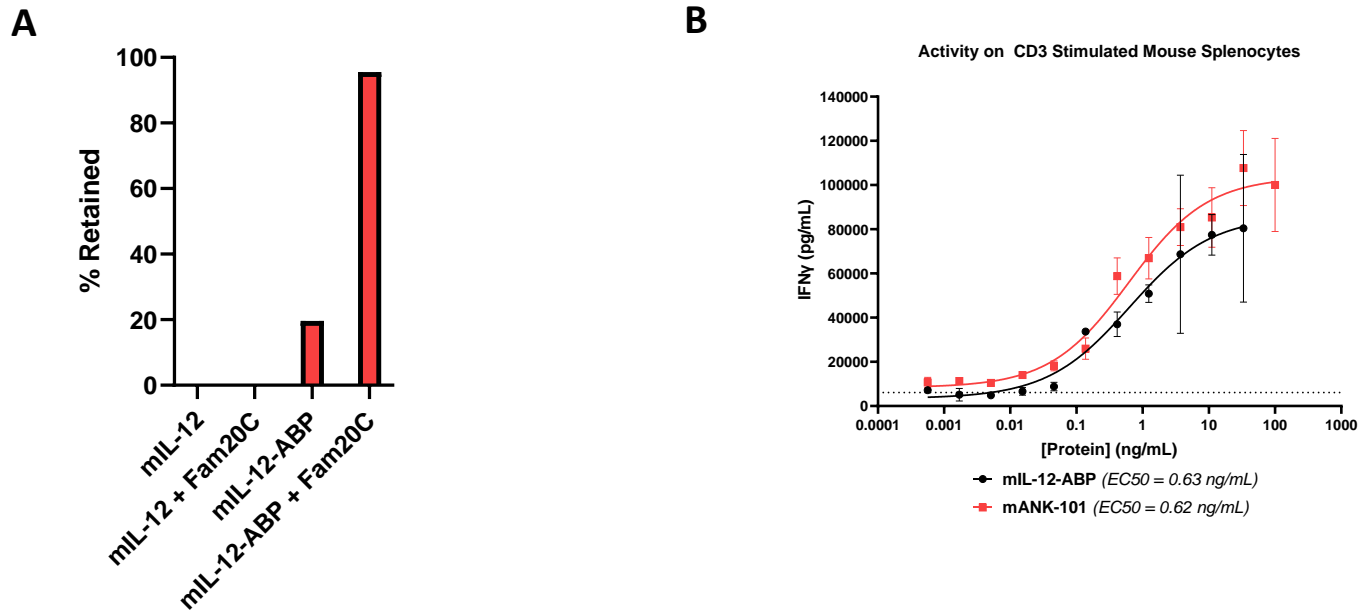 A
% Retained
100
80
60
40
20
0
mIL-12
mIL-12 + Fam20C
mIL-12-ABP
mIL-12-ABP + Fam20C
B
Activity on CD3 Stimulated Mouse Splenocytes
IFNγ (pg/mL)
140000
120000
100000
80000
60000
40000
20000
0
0.0001
0.001
0.01
0.1
1
10
100
1000
[Protein] (ng/mL)
mIL-12-ABP (EC50 = 0.63 ng/mL)
mANK-101 (EC50 = 0.62 ng/mL)